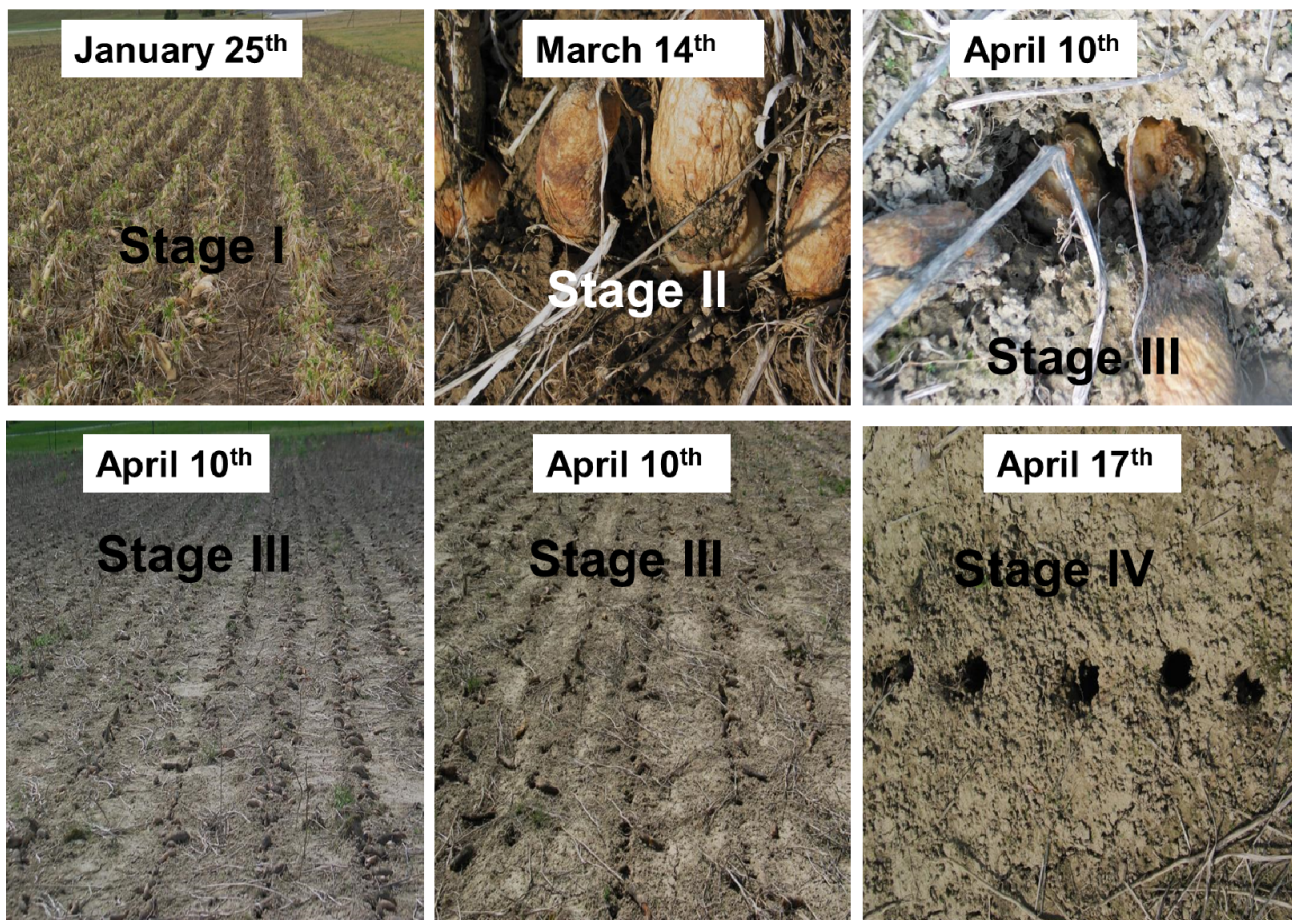 January 25th
Stage I
March 14th
Stage II
April 10th
Stage III
April 10th
Stage III
April 10th
Stage III
April 17th
Stage IV